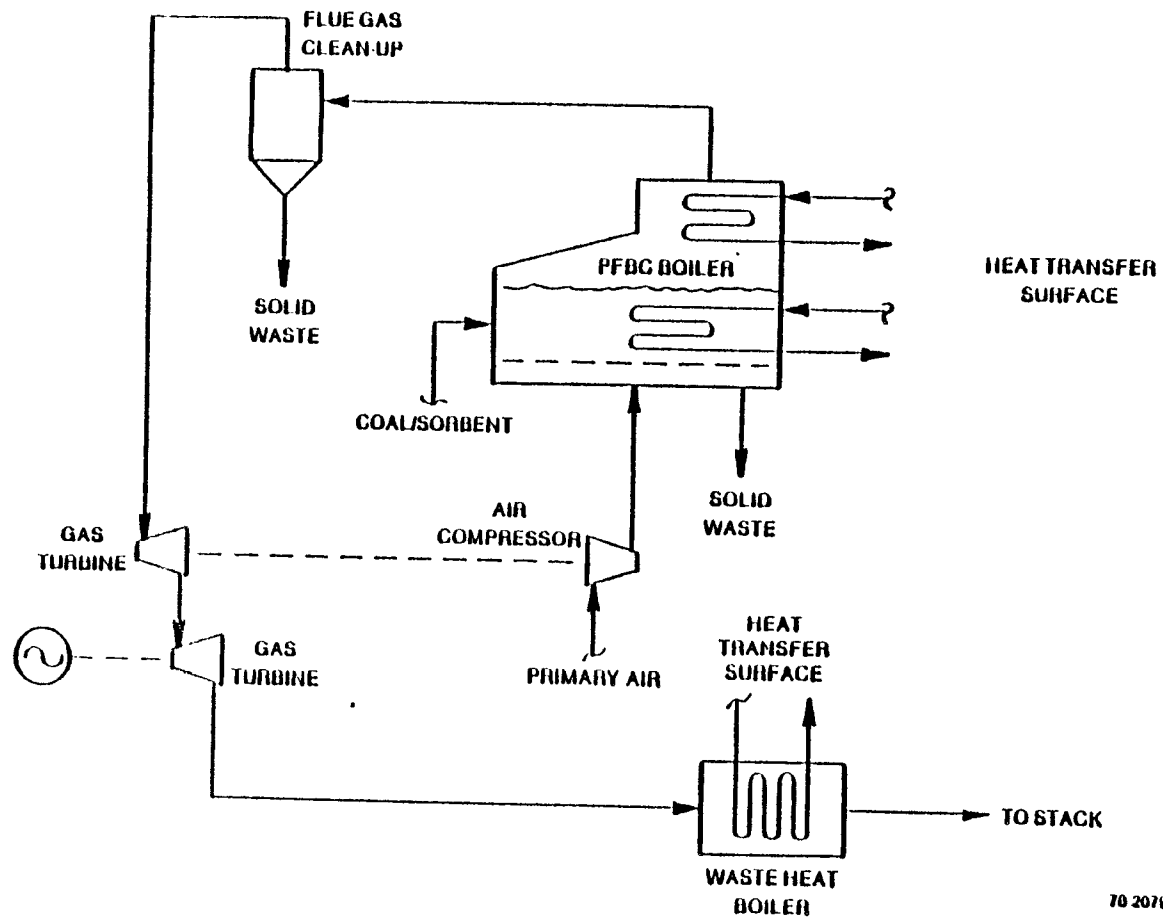 FLUE GAS
CLEAN-UP
SOLID
WASTE
PFBC BOILER
HEAT TRANSFER
SURFACE
COAL/SORBENT
SOLID
WASTE
AIR
COMPRESSOR
GAS
TURBINE
GAS
TURBINE
PRIMARY AIR
HEAT
TRANSFER
SURFACE
TO STACK
WASTE HEAT
BOILER